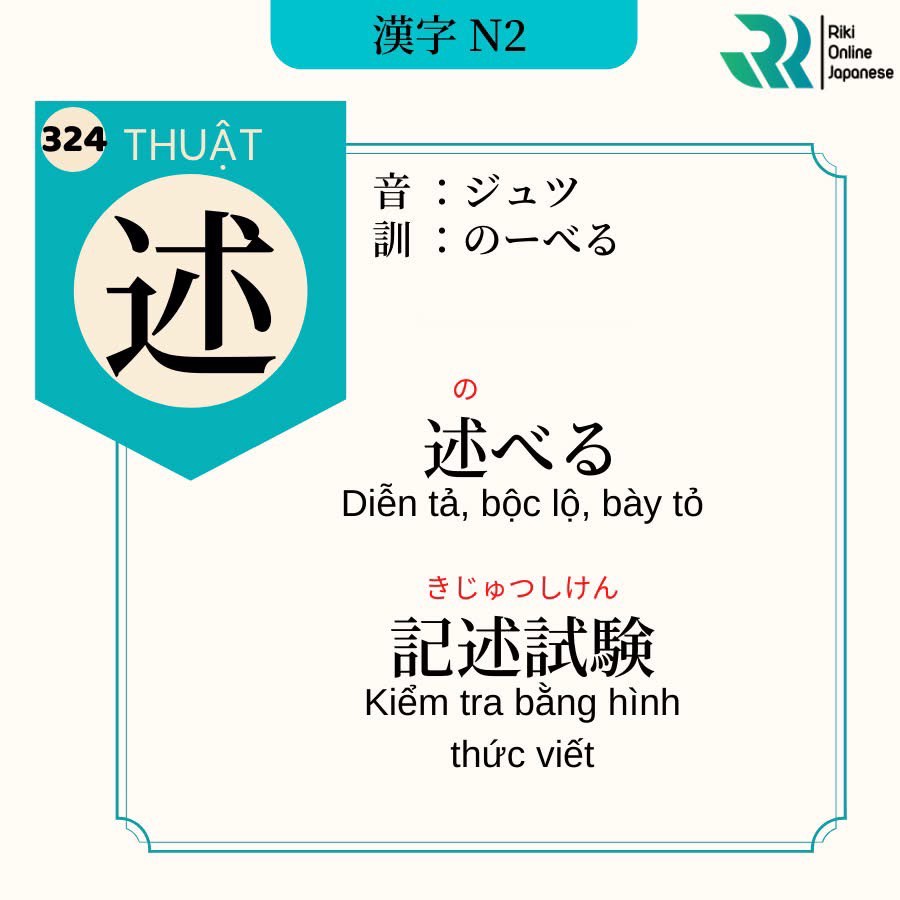 漢字 N2
Riki
Online
Japanese
324 THUẬT
述
音 ：ジュツ
訓 ：のーべる
の
述べる
Diễn tả, bộc lộ, bày tỏ
きじゅつしけん
記述試験
Kiểm tra bằng hình
thức viết